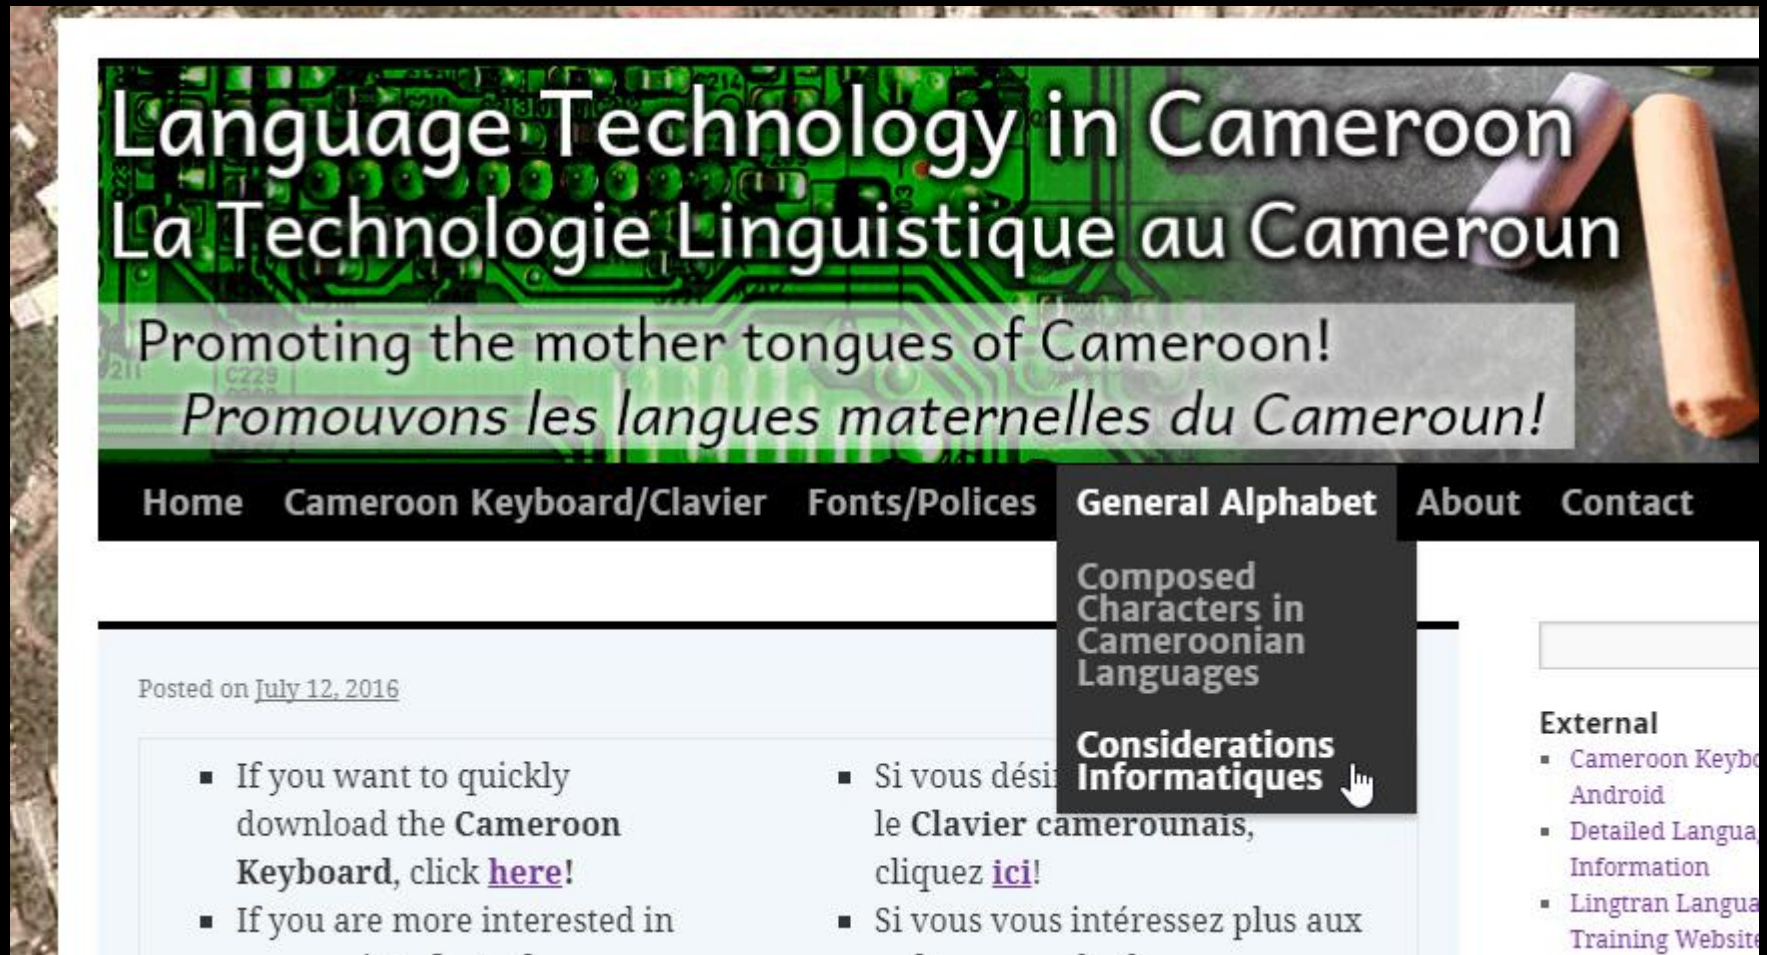 Language Technology in Cameroon
La Technologie Linguistique au Cameroun
Promoting the mother tongues of Cameroon!
Promouvons les langues maternelles du Cameroun!
Home Cameroon Keyboard/Clavier Fonts/Polices General Alphabet About Contact
Composed
Characters in
Cameroonian
Languages
Considerations
Informatiques
Posted on July 12, 2016
If you want to quickly
download the Cameroon
Keyboard, click here!
If you are more interested in
Si vous
le Clavier camerounais,
cliquez ici!
Si vous vous intéressez plus aux
External
Cameroon
Android
Detailed
Information
Lingtran
Training Website